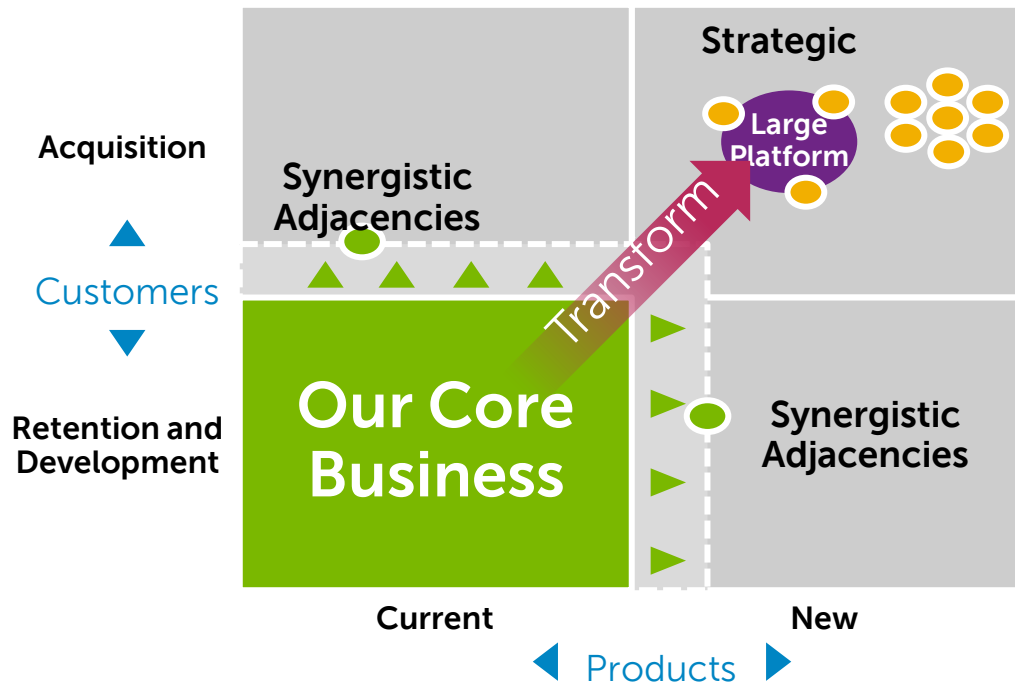 Strategic
Large
Platform
Acquisition
Synergistic
Adjacencies
Transform
Customers
Our Core
Business
Retention and
Development
Synergistic
Adjacencies
Current
New
Products